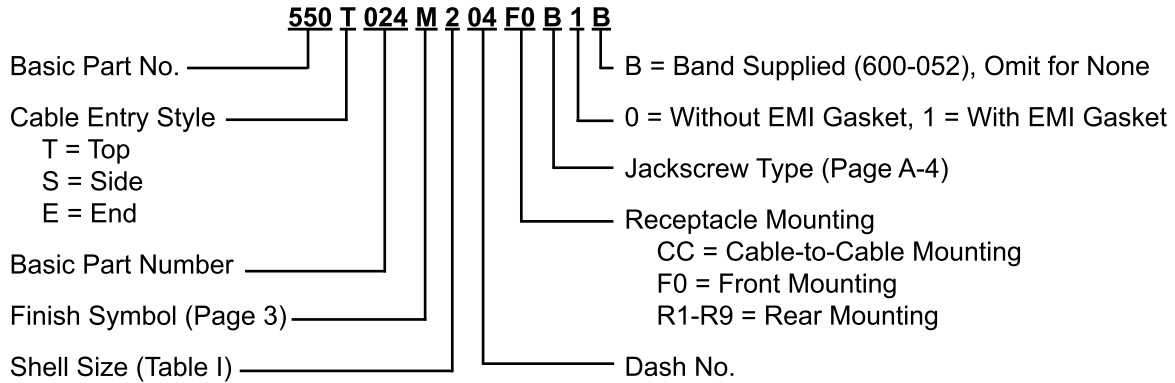 550 T 024 M 2 04 F0 B 1 B
Basic Part No.
Cable Entry Style
T = Top
S = Side
E = End
Basic Part Number
Finish Symbol (Page 3)
Shell Size (Table I)
B = Band Supplied (600-052), Omit for None
0 = Without EMI Gasket, 1 = With EMI Gasket
Jackscrew Type (Page A-4)
Receptacle Mounting
CC = Cable-to-Cable Mounting
F0 = Front Mounting
R1-R9 = Rear Mounting
Dash No.